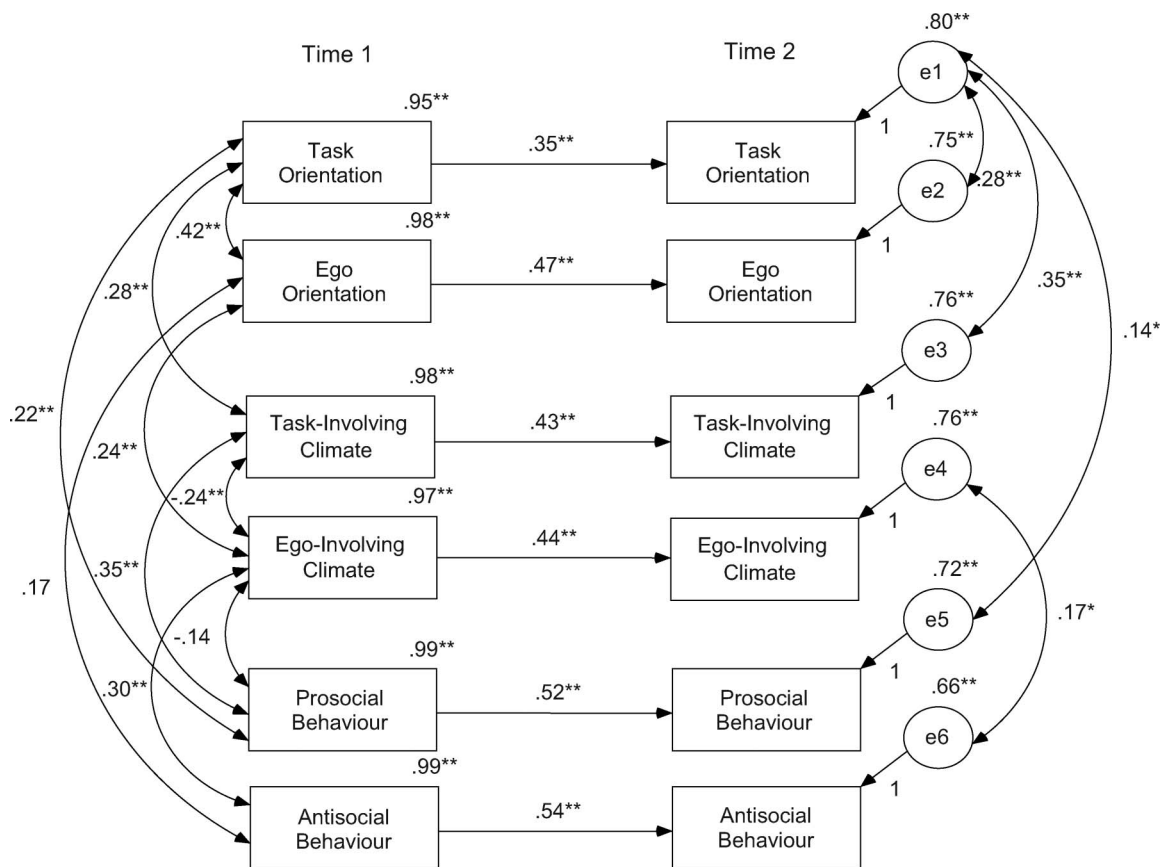 .80**
Time 1
Time 2
e1
.95**
1
Task
Orientation
.35**
Task
Orientation
.75**
.28**
e2
.42**
.98**
1
Ego
Orientation
.47**
Ego
Orientation
.28**
.35**
.76**
e3
.14*
.98**
1
.22**
Task-Involving
Climate
.43**
Task-Involving
Climate
.76**
.24**
e4
-.24**
.97**
1
Ego-Involving
Climate
.44**
Ego-Involving
Climate
.35**
.72**
.17
e5
.17*
-.14
.99**
1
.30**
Prosocial
Behaviour
.52**
Prosocial
Behaviour
.66**
e6
.99**
1
Antisocial
Behaviour
.54**
Antisocial
Behaviour